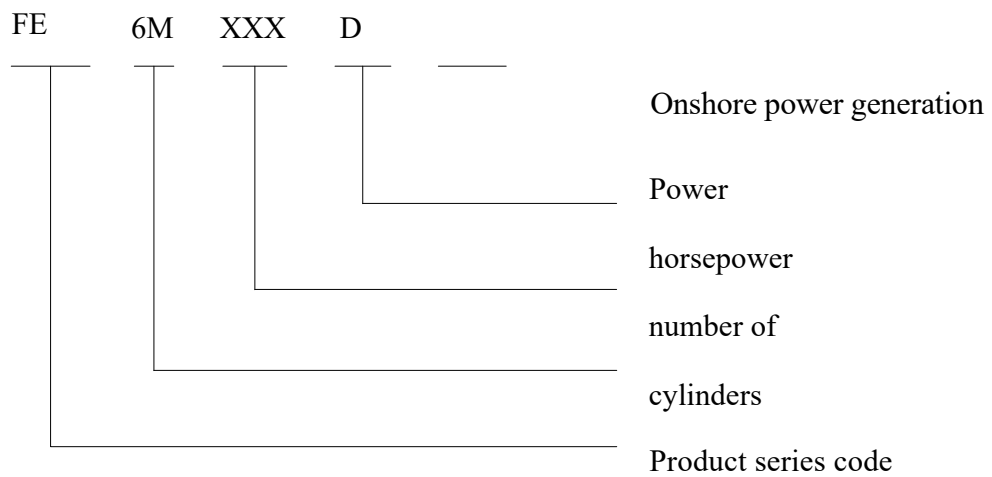 FE 6M XXX D
Onshore power generation
Power
horsepower
number of
cylinders
Product series code